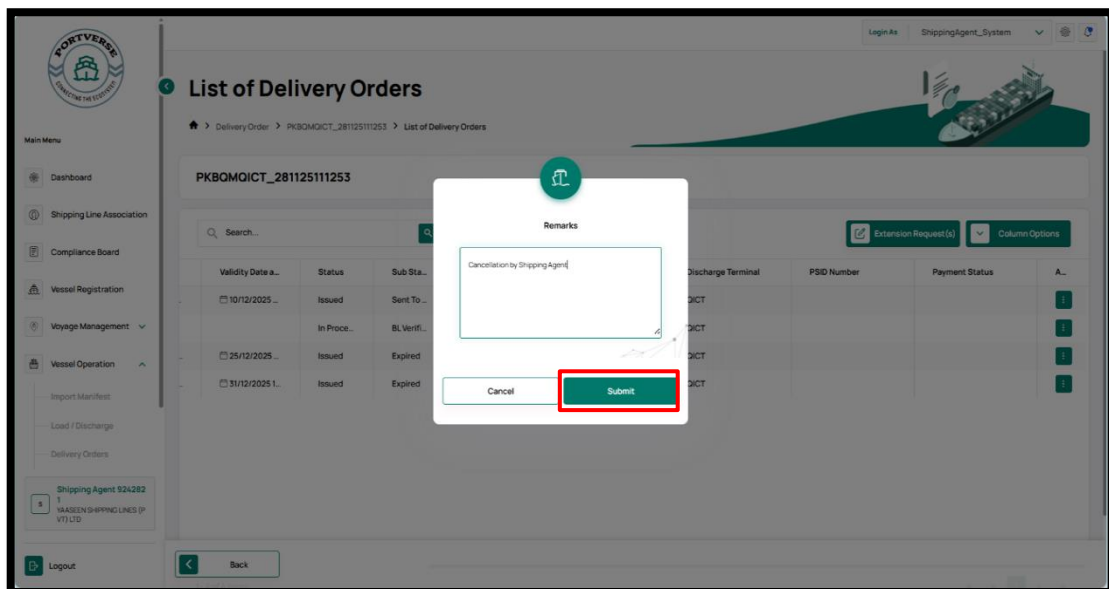 PORTVERSE
CONNECTING THE ECOSYSTEM
Login As ShippingAgent_System
List of Delivery Orders
Delivery Order > PKBQMQICT_281125111253 > List of Delivery Orders
Main Menu
Dashboard
Shipping Line Association
Compliance Board
Vessel Registration
Voyage Management
Vessel Operation
Import Manifest
Load / Discharge
Delivery Orders
S
Shipping Agent 924282
1
YAASEEN SHIPPING LINES (P
VT) LTD
Logout
PKBQMQICT_281125111253
Search...
Extension Request(s)
Column Options
Validity Date a... Status Sub Sta... Discharge Terminal PSID Number Payment Status A...
10/12/2025 ... Issued Sent To ... QICT
In Proce... BL Verifi... QICT
25/12/2025 ... Issued Expired QICT
31/12/2025 1... Issued Expired QICT
Remarks
Cancellation by Shipping Agent
Cancel
Submit
Back